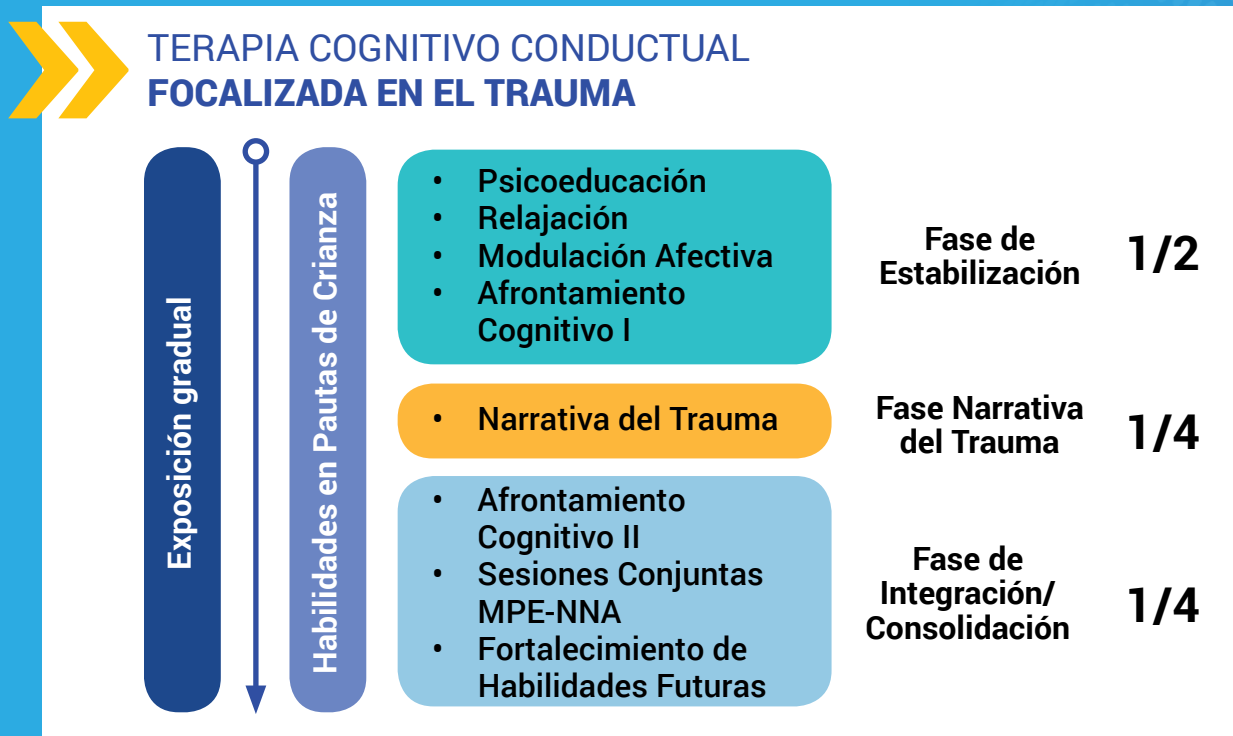 TERAPIA COGNITIVO CONDUCTUAL
FOCALIZADA EN EL TRAUMA
Exposición gradual
Habilidades en Pautas de Crianza
• Psicoeducación
• Relajación
• Modulación Afectiva
• Afrontamiento
Cognitivo I
Fase de
Estabilización
1/2
• Narrativa del Trauma
Fase Narrativa
del Trauma
1/4
• Afrontamiento
Cognitivo II
• Sesiones Conjuntas
MPE-NNA
• Fortalecimiento de
Habilidades Futuras
Fase de
Integración/
Consolidación
1/4